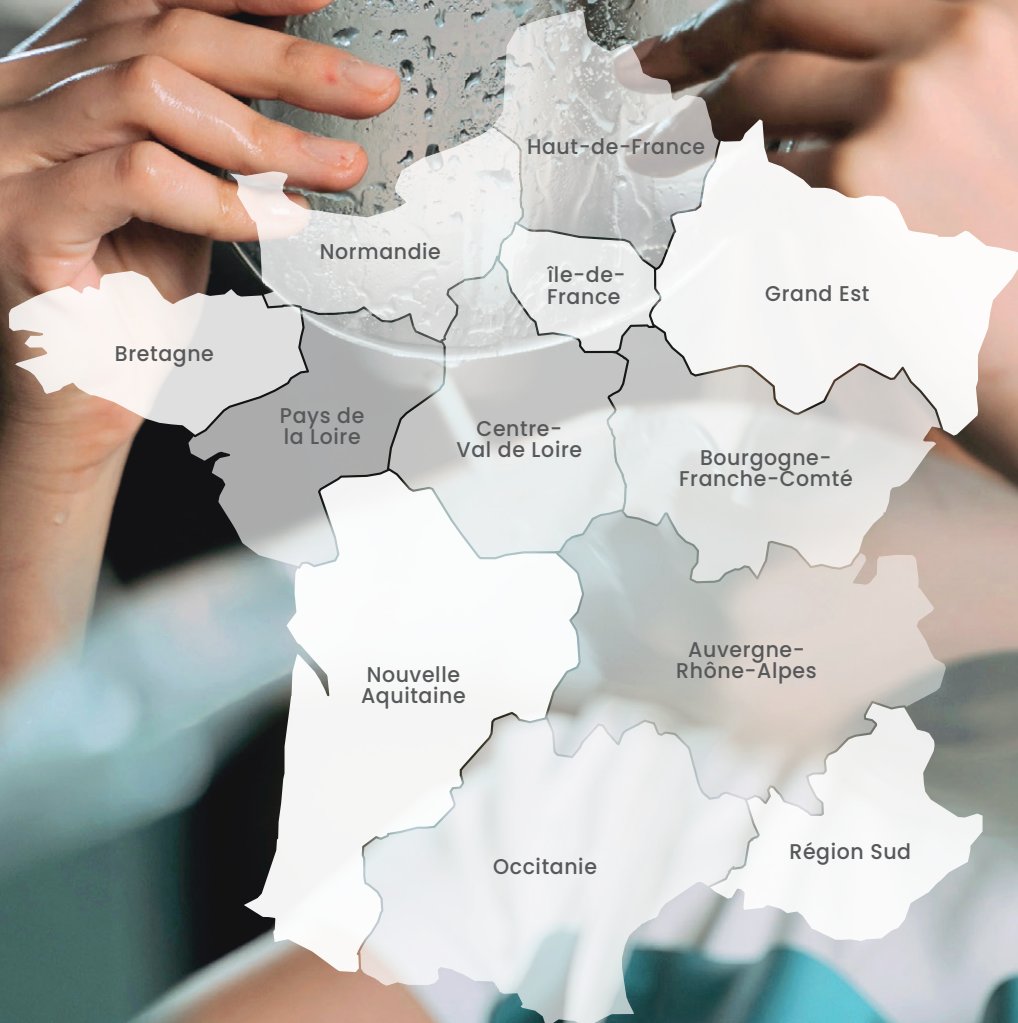 Haut-de-France
Normandie
île-de-
France
Grand Est
Bretagne
Pays de
la Loire
Centre-
Val de Loire
Bourgogne-
Franche-Comté
Auvergne-
Rhône-Alpes
Nouvelle
Aquitaine
Région Sud
Occitanie